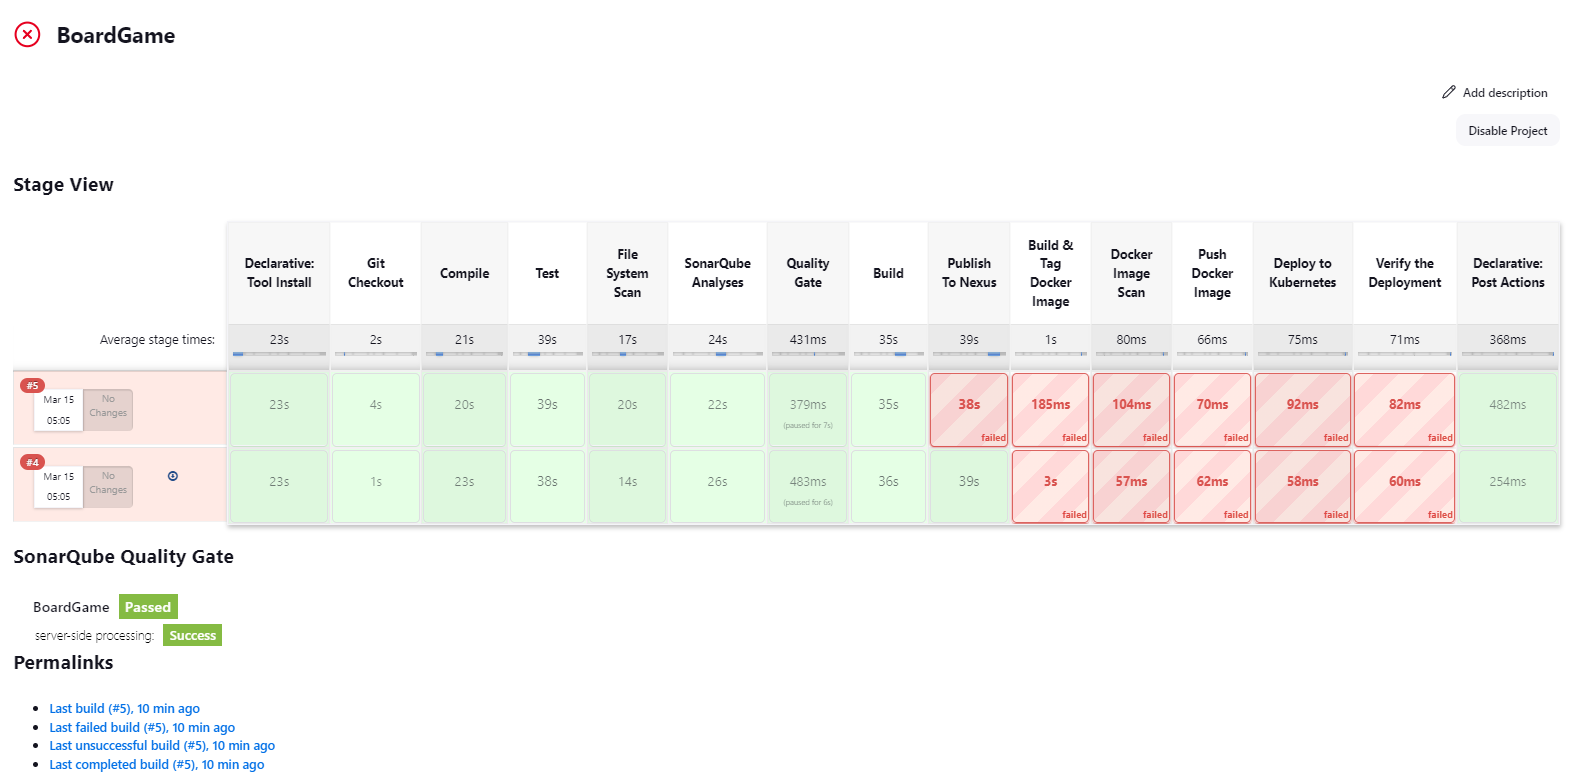 BoardGame
Add description
Disable Project
Stage View
Declarative: Tool Install
Git Checkout
Compile
Test
File System Scan
SonarQube Analyses
Quality Gate
Build
Publish To Nexus
Build & Tag Docker Image
Docker Image Scan
Push Docker Image
Deploy to Kubernetes
Verify the Deployment
Declarative: Post Actions
Average stage times: 23s 2s 21s 39s 17s 24s 431ms 35s 39s 1s 80ms 66ms 75ms 71ms 368ms
#5
Mar 15 05:05
No Changes
23s 4s 20s 39s 20s 22s 379ms 35s 38s 185ms 104ms 70ms 92ms 82ms 482ms
(paused for 7s)
failed failed failed failed failed failed
#4
Mar 15 05:05
No Changes
23s 1s 23s 38s 14s 26s 483ms 36s 39s 3s 57ms 62ms 58ms 60ms 254ms
(paused for 6s)
failed failed failed failed failed
SonarQube Quality Gate
BoardGame Passed
server-side processing: Success
Permalinks
Last build (#5), 10 min ago
Last failed build (#5), 10 min ago
Last unsuccessful build (#5), 10 min ago
Last completed build (#5), 10 min ago